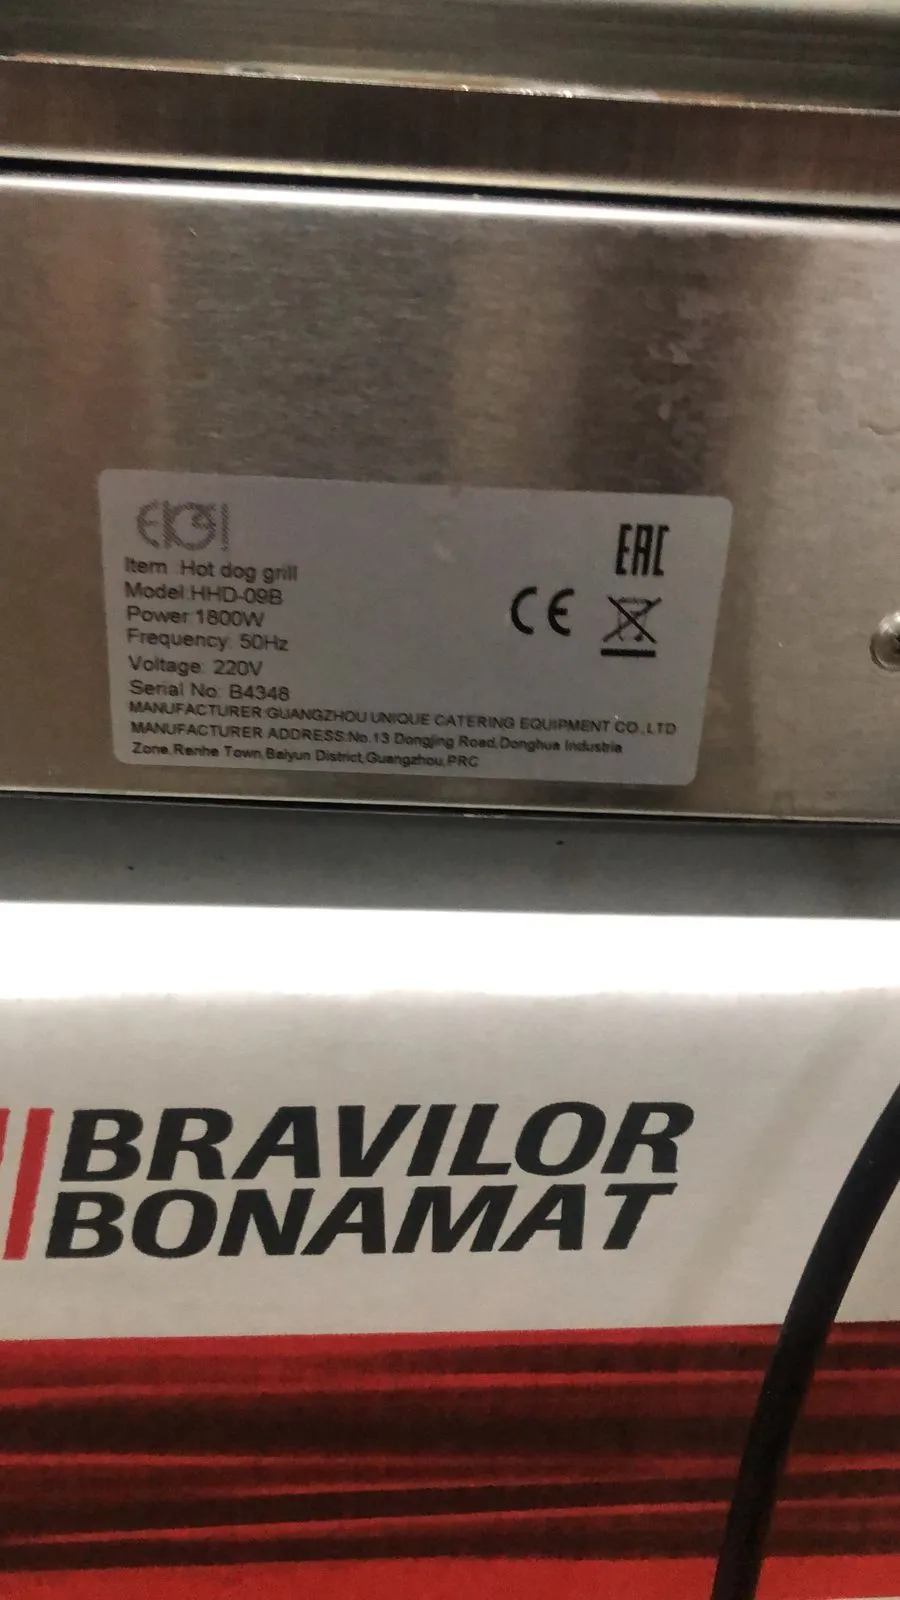 EKSI
EAC
CE
Item :Hot dog grill
Model:HHD-09B
Power:1800W
Frequency: 50Hz
Voltage: 220V
Serial No: B4348
MANUFACTURER:GUANGZHOU UNIQUE CATERING EQUIPMENT CO.,LTD
MANUFACTURER ADDRESS:No.13 Dongjing Road,Donghua Industria
Zone,Renhe Town,Baiyun District,Guangzhou,PRC
BRAVILOR
BONAMAT